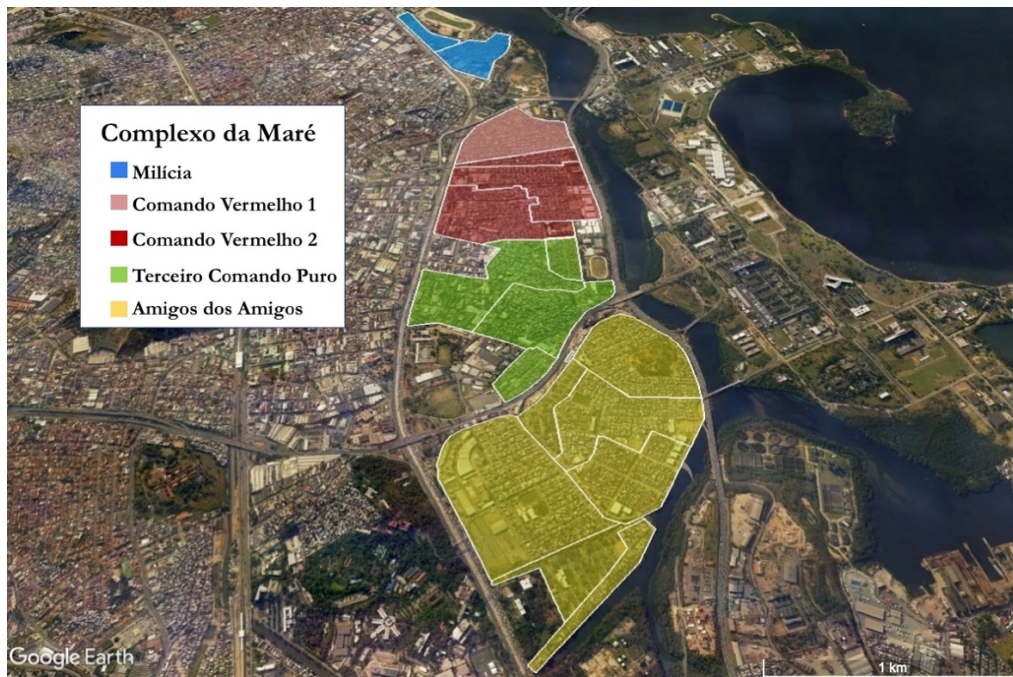 Complexo da Maré
Milícia
Comando Vermelho 1
Comando Vermelho 2
Terceiro Comando Puro
Amigos dos Amigos
Google Earth
1 km